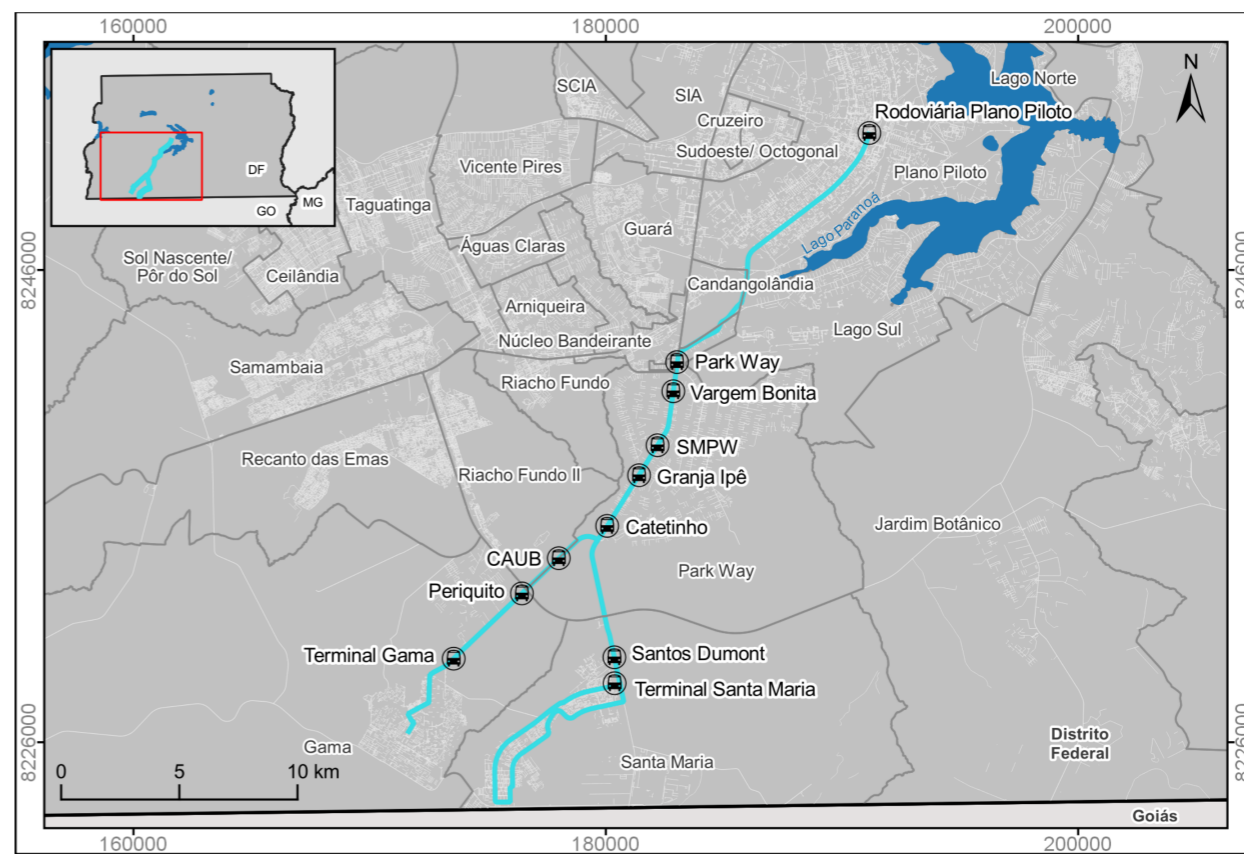 160000
180000
200000
N
SCIA
SIA
Lago Norte
Rodoviária Plano Piloto
Cruzeiro
Sudoeste/ Octogonal
Vicente Pires
Plano Piloto
DF
GO
MG
Taguatinga
Guará
Lago Paranoá
Águas Claras
Sol Nascente/
Pôr do Sol
Ceilândia
8246000
8246000
Candangolândia
Arniqueira
Lago Sul
Núcleo Bandeirante
Samambaia
Park Way
Riacho Fundo
Vargem Bonita
SMPW
Recanto das Emas
Riacho Fundo II
Granja Ipê
Catetinho
Jardim Botânico
CAUB
Park Way
Periquito
Terminal Gama
Santos Dumont
Terminal Santa Maria
8226000
8226000
Gama
Distrito
Federal
Santa Maria
0
5
10 km
Goiás
160000
180000
200000